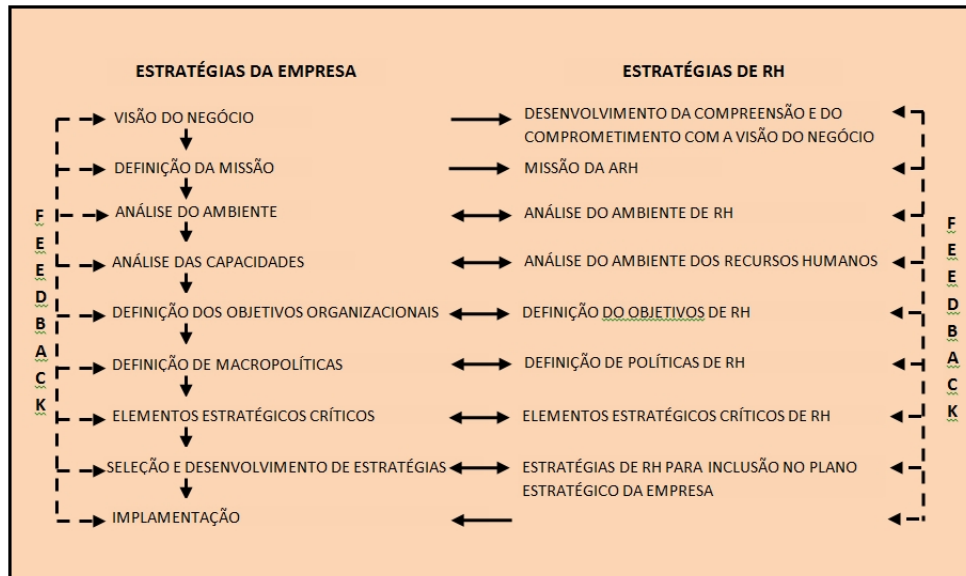 ESTRATÉGIAS DA EMPRESA
ESTRATÉGIAS DE RH
VISÃO DO NEGÓCIO
DESENVOLVIMENTO DA COMPREENSÃO E DO
COMPROMETIMENTO COM A VISÃO DO NEGÓCIO
DEFINIÇÃO DA MISSÃO
MISSÃO DA ARH
ANÁLISE DO AMBIENTE
ANÁLISE DO AMBIENTE DE RH
ANÁLISE DAS CAPACIDADES
ANÁLISE DO AMBIENTE DOS RECURSOS HUMANOS
DEFINIÇÃO DOS OBJETIVOS ORGANIZACIONAIS
DEFINIÇÃO DO OBJETIVOS DE RH
DEFINIÇÃO DE MACROPOLÍTICAS
DEFINIÇÃO DE POLÍTICAS DE RH
ELEMENTOS ESTRATÉGICOS CRÍTICOS
ELEMENTOS ESTRATÉGICOS CRÍTICOS DE RH
SELEÇÃO E DESENVOLVIMENTO DE ESTRATÉGIAS
ESTRATÉGIAS DE RH PARA INCLUSÃO NO PLANO
ESTRATÉGICO DA EMPRESA
IMPLAMENTAÇÃO
FEEDBACK
FEEDBACK